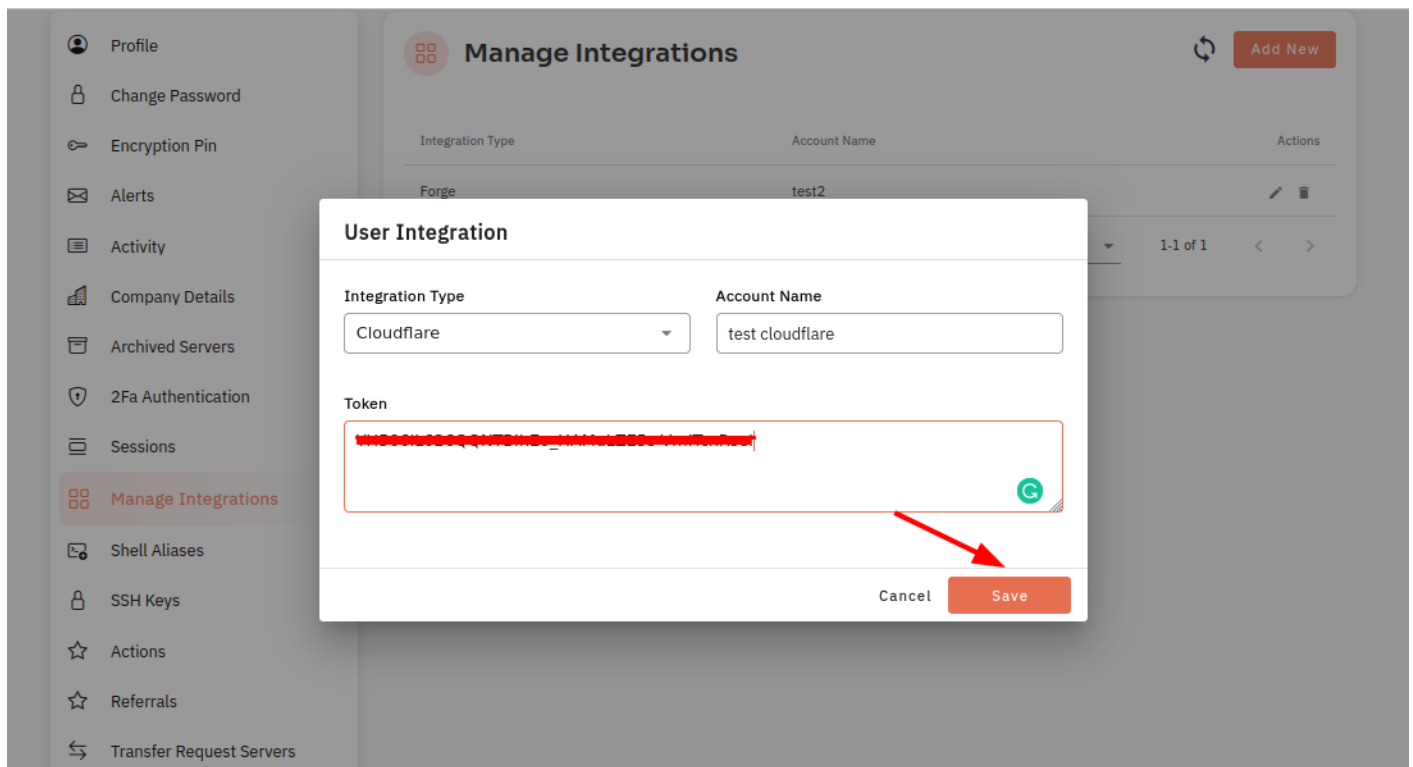 Profile
Change Password
Encryption Pin
Alerts
Activity
Company Details
Archived Servers
2Fa Authentication
Sessions
Manage Integrations
Shell Aliases
SSH Keys
Actions
Referrals
Transfer Request Servers
Manage Integrations
Add New
Integration Type Account Name Actions
Forge test2
1-1 of 1
User Integration
Integration Type Account Name
Cloudflare test cloudflare
Token
Cancel Save